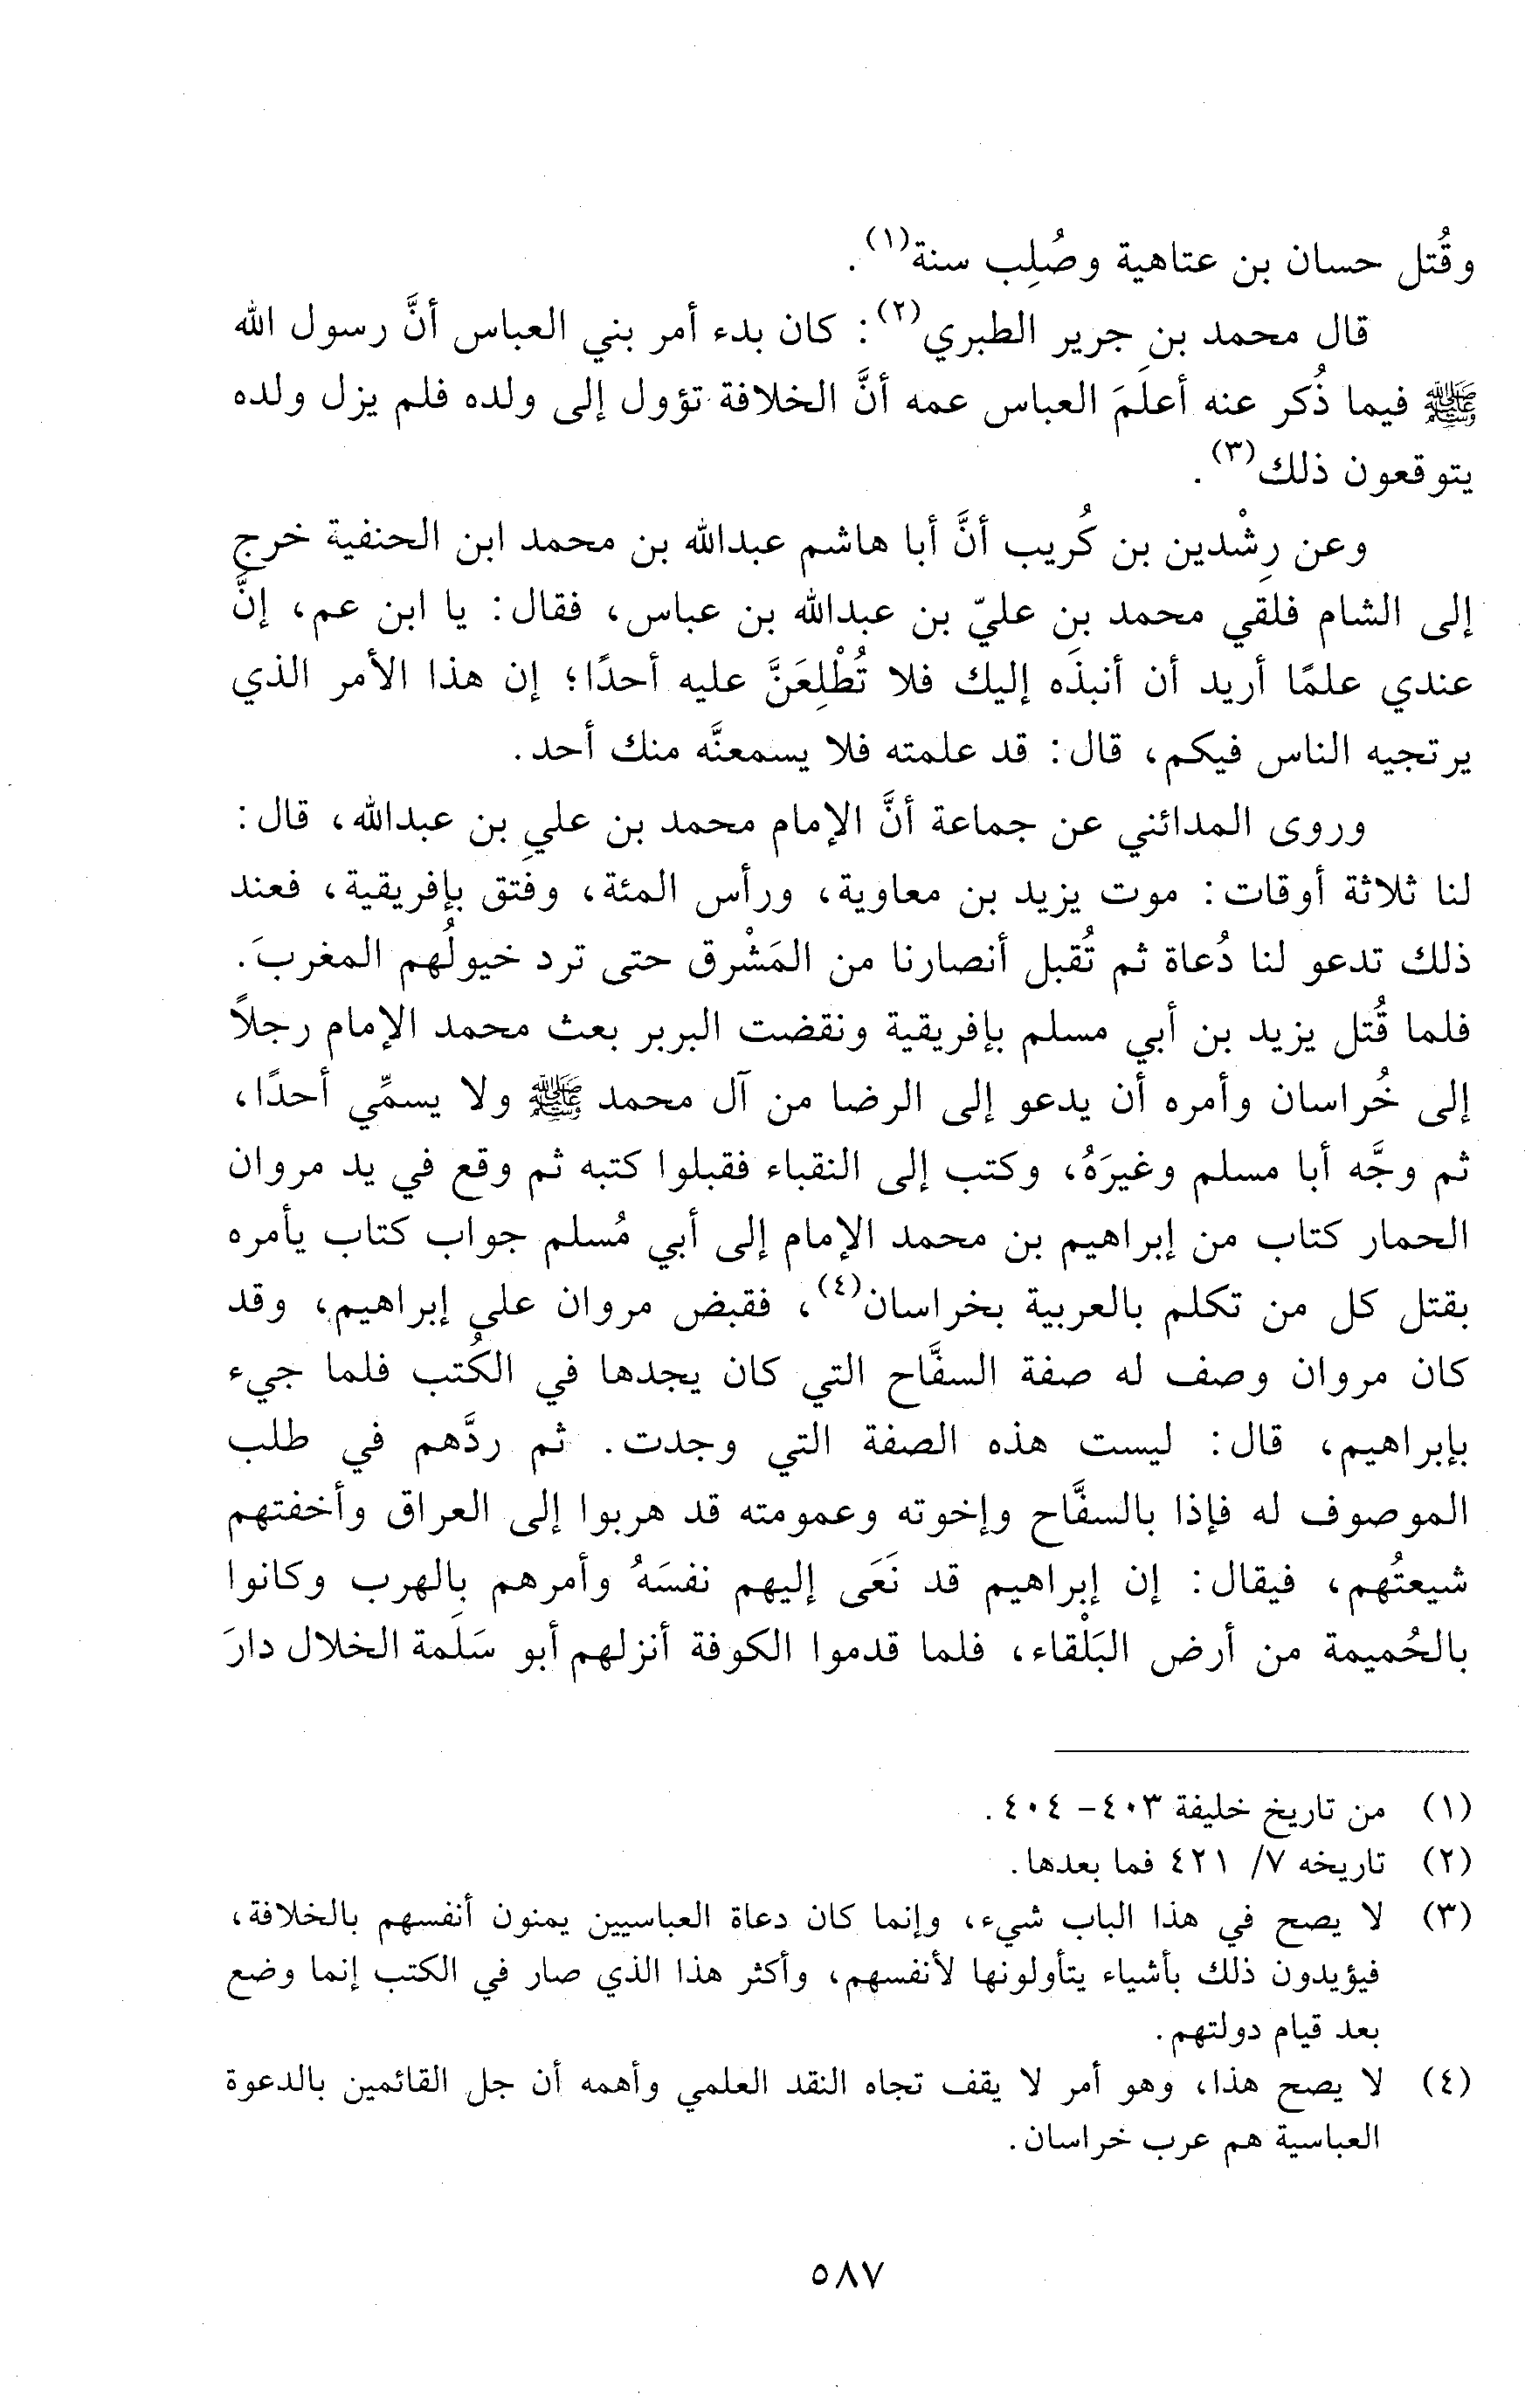 وقُتل حسان بن عتاهية وصُلِب سنة(١).
قال محمد بن جرير الطبري(٢): كان بدء أمر بني العباس أنَّ رسول الله
ﷺ فيما ذُكر عنه أعلَمَ العباس عمه أنَّ الخلافة تؤول إلى ولده فلم يزل ولده
يتوقعون ذلك(٣).
وعن رِشْدين بن كُريب أنَّ أبا هاشم عبدالله بن محمد ابن الحنفية خرج
إلى الشام فلقي محمد بن عليّ بن عبدالله بن عباس، فقال: يا ابن عم، إنَّ
عندي علمًا أريد أن أنبذَه إليك فلا تُطْلِعَنَّ عليه أحدًا؛ إن هذا الأمر الذي
يرتجيه الناس فيكم، قال: قد علمته فلا يسمعنَّه منك أحد.
وروى المدائني عن جماعة أنَّ الإمام محمد بن علي بن عبدالله، قال:
لنا ثلاثة أوقات: موت يزيد بن معاوية، ورأس المئة، وفتق بإفريقية، فعند
ذلك تدعو لنا دُعاة ثم تُقبل أنصارنا من المَشْرق حتى ترد خيولُهم المغربَ.
فلما قُتل يزيد بن أبي مسلم بإفريقية ونقضت البربر بعث محمد الإمام رجلاً
إلى خُراسان وأمره أن يدعو إلى الرضا من آل محمد ﷺ ولا يسمِّي أحدًا،
ثم وجَّه أبا مسلم وغيرَهُ، وكتب إلى النقباء فقبلوا كتبه ثم وقع في يد مروان
الحمار كتاب من إبراهيم بن محمد الإمام إلى أبي مُسلم جواب كتاب يأمره
بقتل كل من تكلم بالعربية بخراسان(٤)، فقبض مروان على إبراهيم، وقد
كان مروان وصف له صفة السفَّاح التي كان يجدها في الكُتب فلما جيء
بإبراهيم، قال: ليست هذه الصفة التي وجدت. ثم ردَّهم في طلب
الموصوف له فإذا بالسفَّاح وإخوته وعمومته قد هربوا إلى العراق وأخفتهم
شيعتُهم، فيقال: إن إبراهيم قد نَعَى إليهم نفسَهُ وأمرهم بالهرب وكانوا
بالحُميمة من أرض البَلْقاء، فلما قدموا الكوفة أنزلهم أبو سَلَمة الخلال دارَ
(١) من تاريخ خليفة ٤٠٣- ٤٠٤.
(٢) تاريخه ٧/ ٤٢١ فما بعدها.
(٣) لا يصح في هذا الباب شيء، وإنما كان دعاة العباسيين يمنون أنفسهم بالخلافة،
فيؤيدون ذلك بأشياء يتأولونها لأنفسهم، وأكثر هذا الذي صار في الكتب إنما وضع
بعد قيام دولتهم.
(٤) لا يصح هذا، وهو أمر لا يقف تجاه النقد العلمي وأهمه أن جل القائمين بالدعوة
العباسية هم عرب خراسان.
٥٨٧